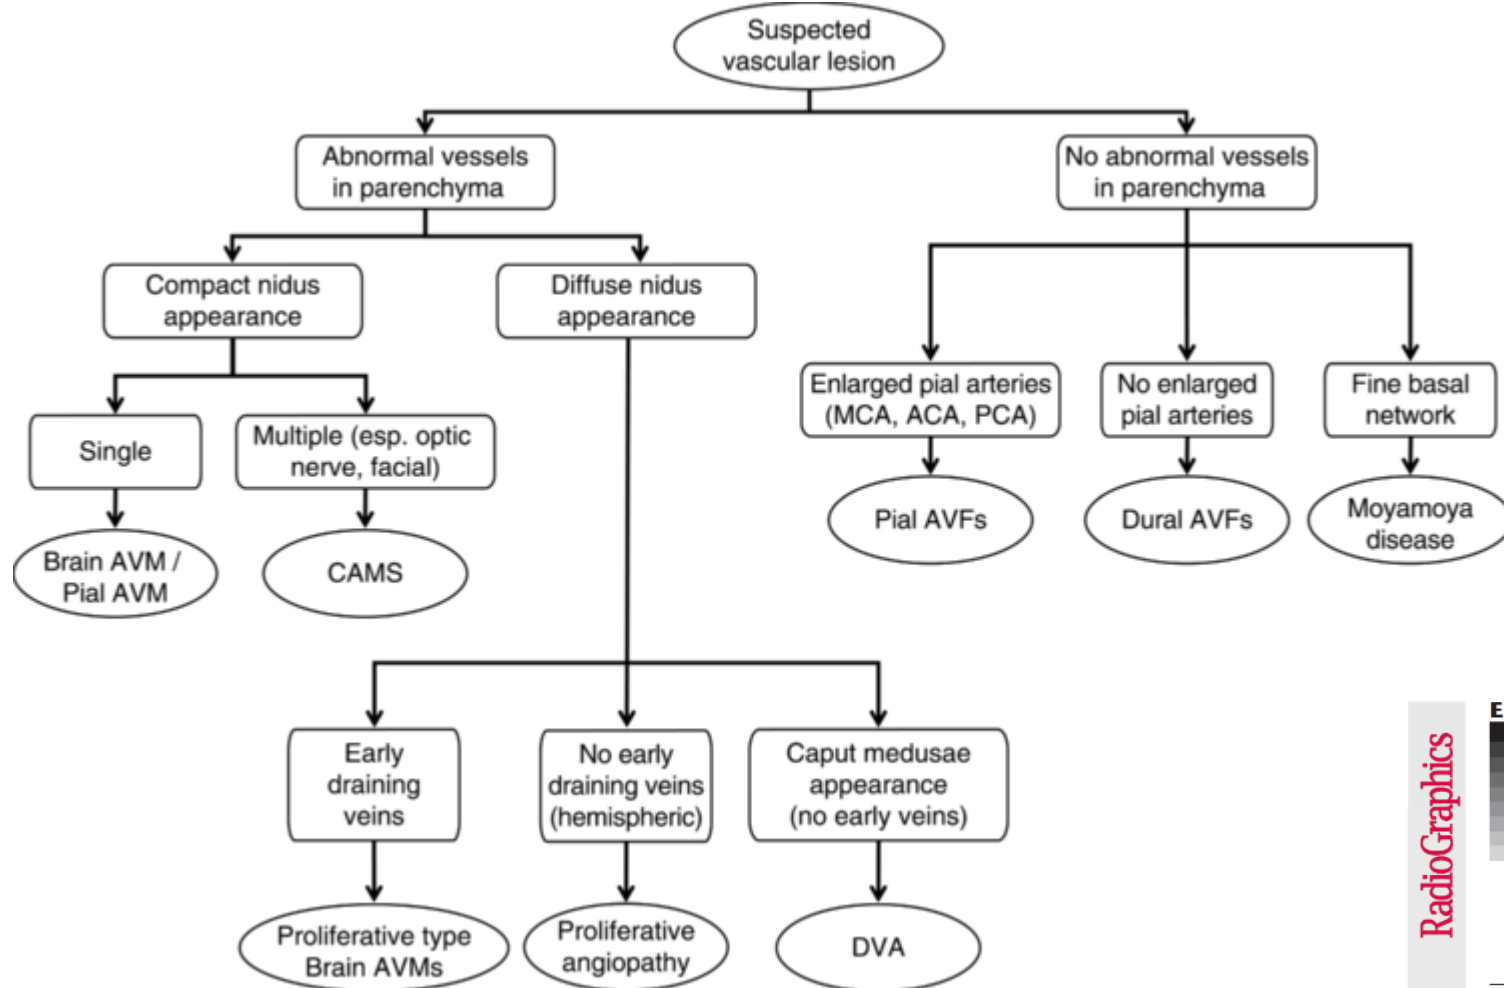 Suspected
vascular lesion
Abnormal vessels
in parenchyma
No abnormal vessels
in parenchyma
Compact nidus
appearance
Diffuse nidus
appearance
Enlarged pial arteries
(MCA, ACA, PCA)
No enlarged
pial arteries
Fine basal
network
Single
Multiple (esp. optic
nerve, facial)
Pial AVFs
Dural AVFs
Moyamoya
disease
Brain AVM /
Pial AVM
CAMS
Early
draining
veins
No early
draining veins
(hemispheric)
Caput medusae
appearance
(no early veins)
Proliferative type
Brain AVMs
Proliferative
angiopathy
DVA
RadioGraphics
E